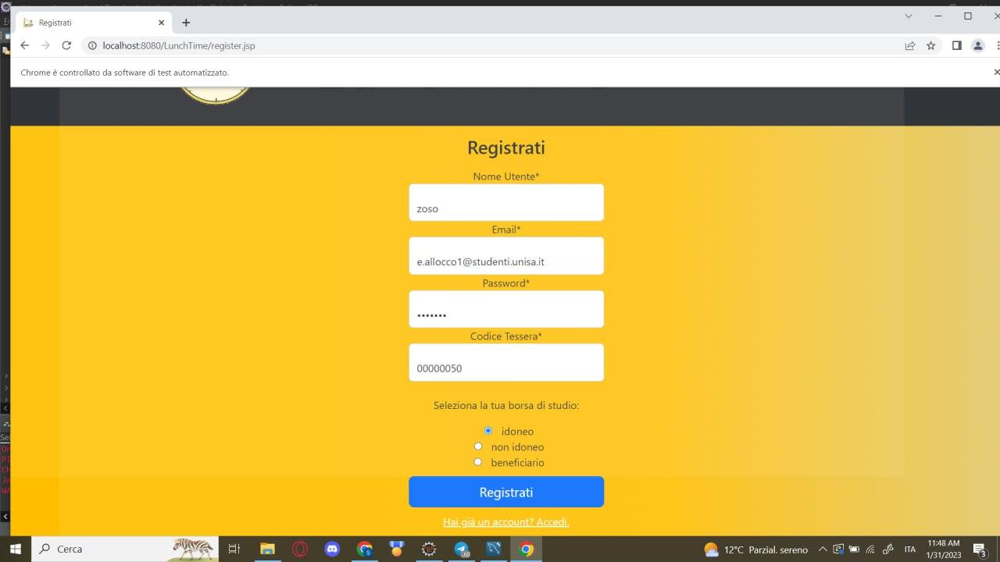 Registrati
localhost:8080/LunchTime/register.jsp
Chrome è controllato da software di test automatizzato.
Registrati
Nome Utente*
zoso
Email*
e.allocco1@studenti.unisa.it
Password*
•••••••
Codice Tessera*
00000050
Seleziona la tua borsa di studio:
idoneo
non idoneo
beneficiario
Registrati
Hai già un account? Accedi.
Cerca
60
12°C Parzial. sereno
ITA
11:48 AM
1/31/2023
3